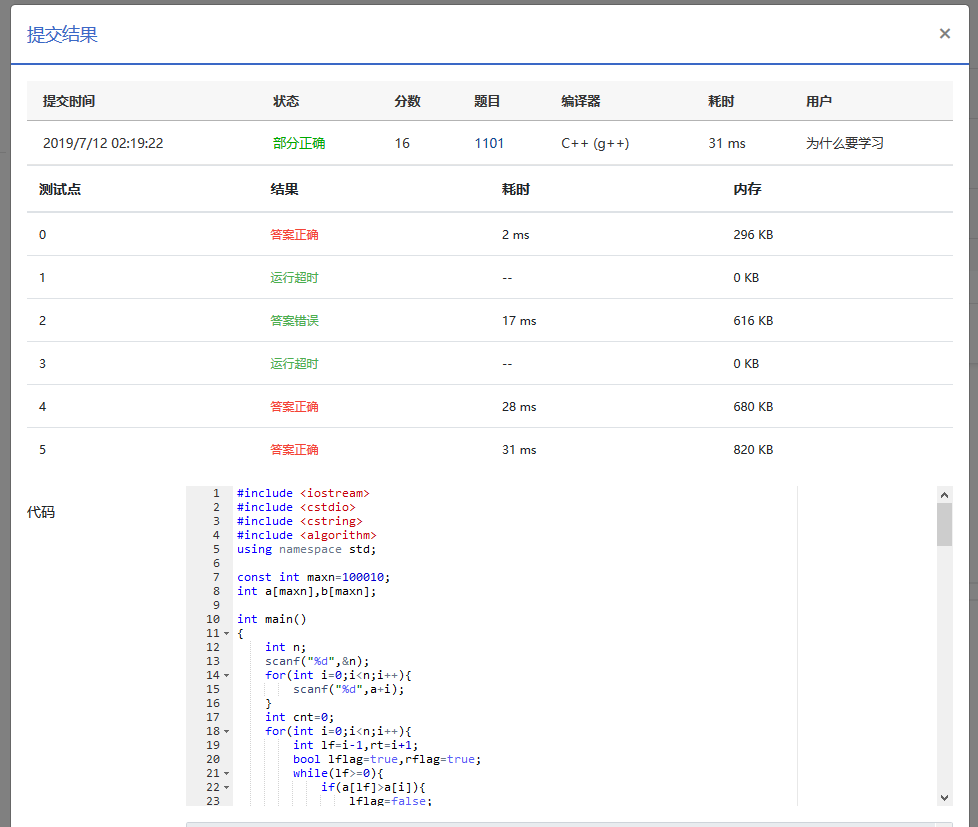 提交结果 ×
提交时间 状态 分数 题目 编译器 耗时 用户
2019/7/12 02:19:22 部分正确 16 1101 C++ (g++) 31 ms 为什么要学习
测试点 结果 耗时 内存
0 答案正确 2 ms 296 KB
1 运行超时 -- 0 KB
2 答案错误 17 ms 616 KB
3 运行超时 -- 0 KB
4 答案正确 28 ms 680 KB
5 答案正确 31 ms 820 KB
代码
1 #include <iostream>
2 #include <cstdio>
3 #include <cstring>
4 #include <algorithm>
5 using namespace std;
6
7 const int maxn=100010;
8 int a[maxn],b[maxn];
9
10 int main()
11 {
12     int n;
13     scanf("%d",&n);
14     for(int i=0;i<n;i++){
15         scanf("%d",a+i);
16     }
17     int cnt=0;
18     for(int i=0;i<n;i++){
19         int lf=i-1,rt=i+1;
20         bool lflag=true,rflag=true;
21         while(lf>=0){
22             if(a[lf]>a[i]){
23                 lflag=false;